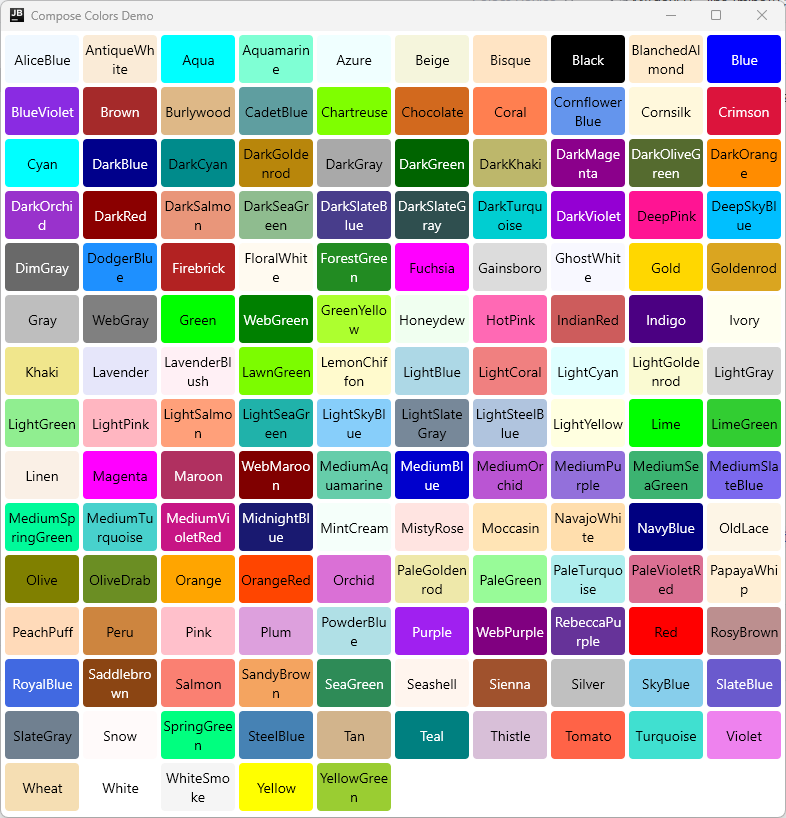 JB Compose Colors Demo
AliceBlue AntiqueWh
ite Aqua Aquamarin
e Azure Beige Bisque Black BlanchedAl
mond Blue
BlueViolet Brown Burlywood CadetBlue Chartreuse Chocolate Coral Cornflower
Blue Cornsilk Crimson
Cyan DarkBlue DarkCyan DarkGolde
nrod DarkGray DarkGreen DarkKhaki DarkMage
nta DarkOliveG
reen DarkOrang
e
DarkOrchi
d DarkRed DarkSalmo
n DarkSeaGr
een DarkSlateB
lue DarkSlateG
ray DarkTurqu
oise DarkViolet DeepPink DeepSkyBl
ue
DimGray DodgerBlu
e Firebrick FloralWhit
e ForestGree
n Fuchsia Gainsboro GhostWhit
e Gold Goldenrod
Gray WebGray Green WebGreen GreenYello
w Honeydew HotPink IndianRed Indigo Ivory
Khaki Lavender LavenderBl
ush LawnGreen LemonChif
fon LightBlue LightCoral LightCyan LightGolde
nrod LightGray
LightGreen LightPink LightSalmo
n LightSeaGr
een LightSkyBl
ue LightSlate
Gray LightSteelB
lue LightYellow Lime LimeGreen
Linen Magenta Maroon WebMaroo
n MediumAq
uamarine MediumBl
ue MediumOr
chid MediumPu
rple MediumSe
aGreen MediumSla
teBlue
MediumSp
ringGreen MediumTu
rquoise MediumVi
oletRed MidnightBl
ue MintCream MistyRose Moccasin NavajoWhi
te NavyBlue OldLace
Olive OliveDrab Orange OrangeRed Orchid PaleGolden
rod PaleGreen PaleTurquo
ise PaleVioletR
ed PapayaWhi
p
PeachPuff Peru Pink Plum PowderBlu
e Purple WebPurple RebeccaPu
rple Red RosyBrown
RoyalBlue Saddlebro
wn Salmon SandyBro
wn SeaGreen Seashell Sienna Silver SkyBlue SlateBlue
SlateGray Snow SpringGree
n SteelBlue Tan Teal Thistle Tomato Turquoise Violet
Wheat White WhiteSmo
ke Yellow YellowGree
n